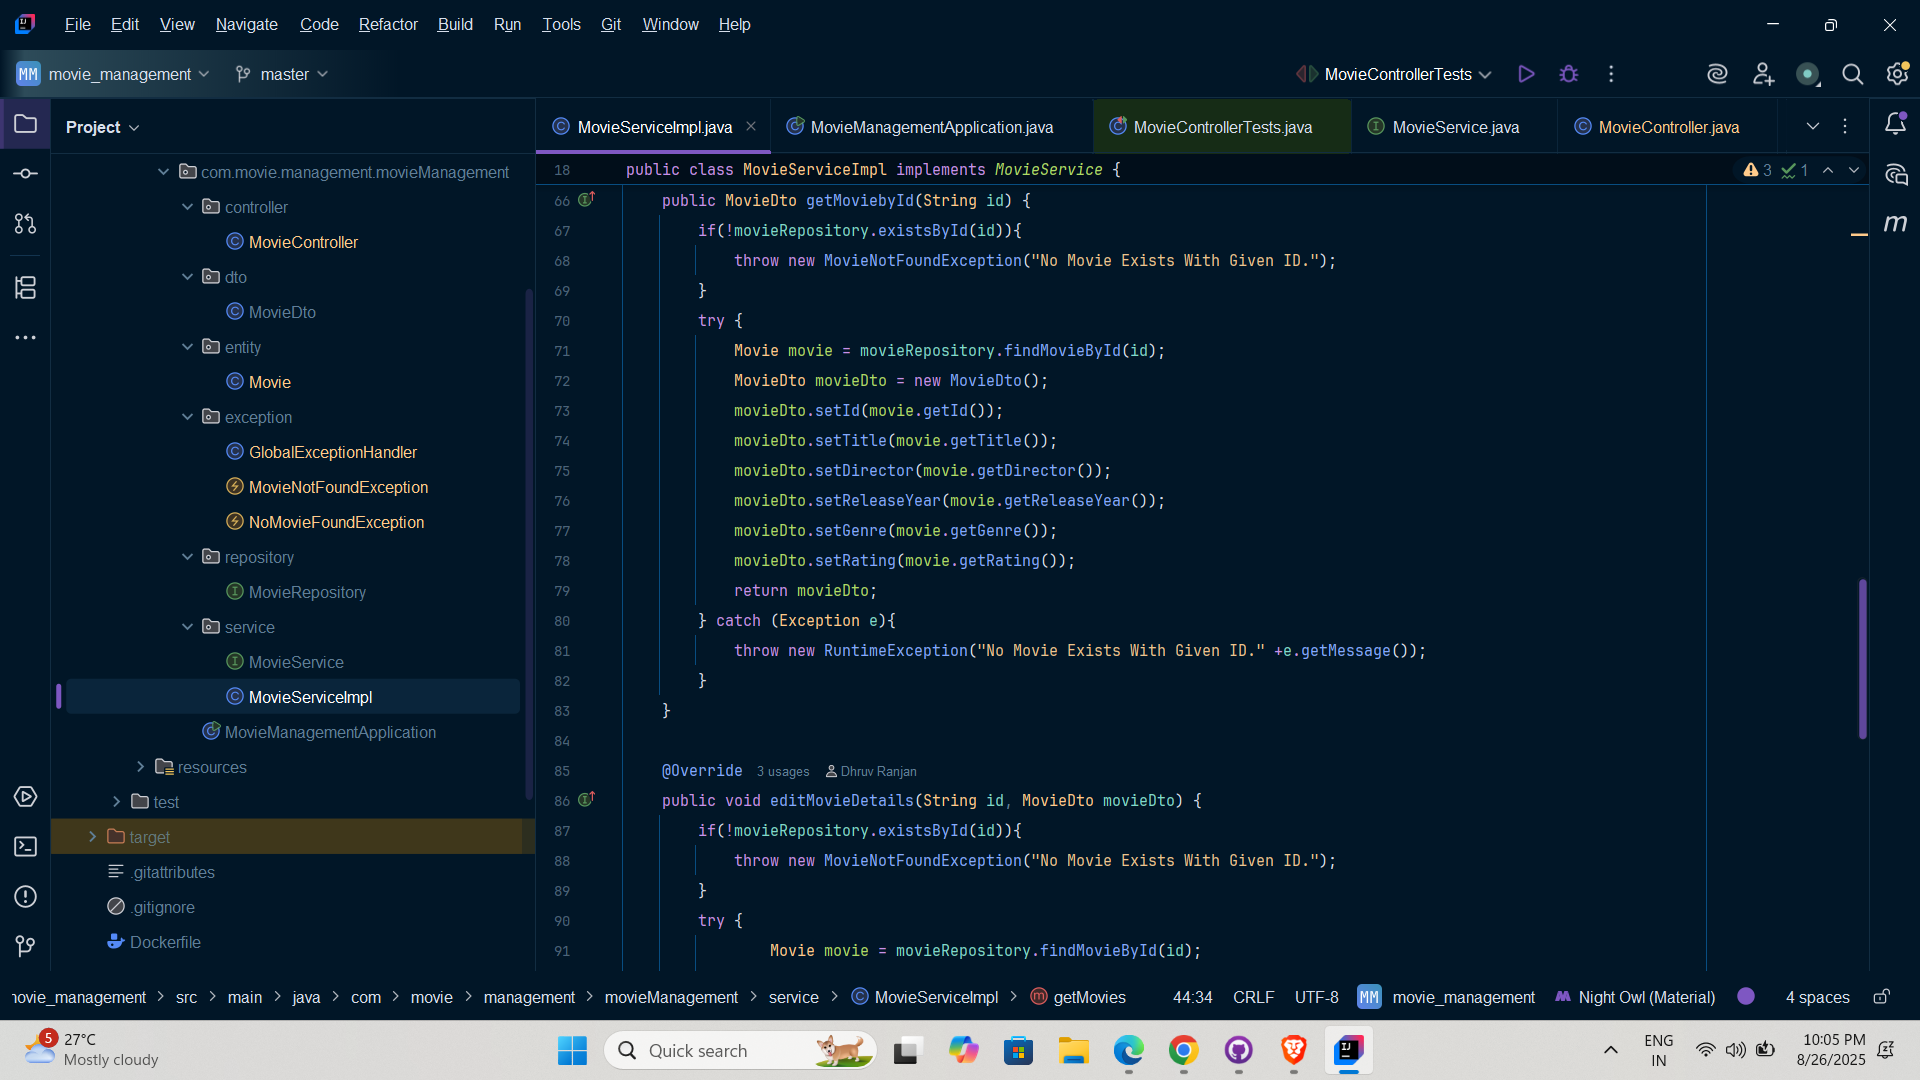 File Edit View Navigate Code Refactor Build Run Tools Git Window Help
MM movie_management master MovieControllerTests
Project
MovieServiceImpl.java MovieManagementApplication.java MovieControllerTests.java MovieService.java MovieController.java
com.movie.management.movieManagement
controller
MovieController
dto
MovieDto
entity
Movie
exception
GlobalExceptionHandler
MovieNotFoundException
NoMovieFoundException
repository
MovieRepository
service
MovieService
MovieServiceImpl
MovieManagementApplication
resources
test
target
.gitattributes
.gitignore
Dockerfile
18 public class MovieServiceImpl implements MovieService { 3 1
66 public MovieDto getMoviebyId(String id) {
67 if(!movieRepository.existsById(id)){
68 throw new MovieNotFoundException("No Movie Exists With Given ID.");
69 }
70 try {
71 Movie movie = movieRepository.findMovieById(id);
72 MovieDto movieDto = new MovieDto();
73 movieDto.setId(movie.getId());
74 movieDto.setTitle(movie.getTitle());
75 movieDto.setDirector(movie.getDirector());
76 movieDto.setReleaseYear(movie.getReleaseYear());
77 movieDto.setGenre(movie.getGenre());
78 movieDto.setRating(movie.getRating());
79 return movieDto;
80 } catch (Exception e){
81 throw new RuntimeException("No Movie Exists With Given ID." +e.getMessage());
82 }
83 }
84
85 @Override 3 usages Dhruv Ranjan
86 public void editMovieDetails(String id, MovieDto movieDto) {
87 if(!movieRepository.existsById(id)){
88 throw new MovieNotFoundException("No Movie Exists With Given ID.");
89 }
90 try {
91 Movie movie = movieRepository.findMovieById(id);
movie_management > src > main > java > com > movie > management > movieManagement > service > MovieServiceImpl > getMovies 44:34 CRLF UTF-8 MM movie_management Night Owl (Material) 4 spaces
5 27°C
Mostly cloudy
Quick search
ENG
IN
10:05 PM
8/26/2025